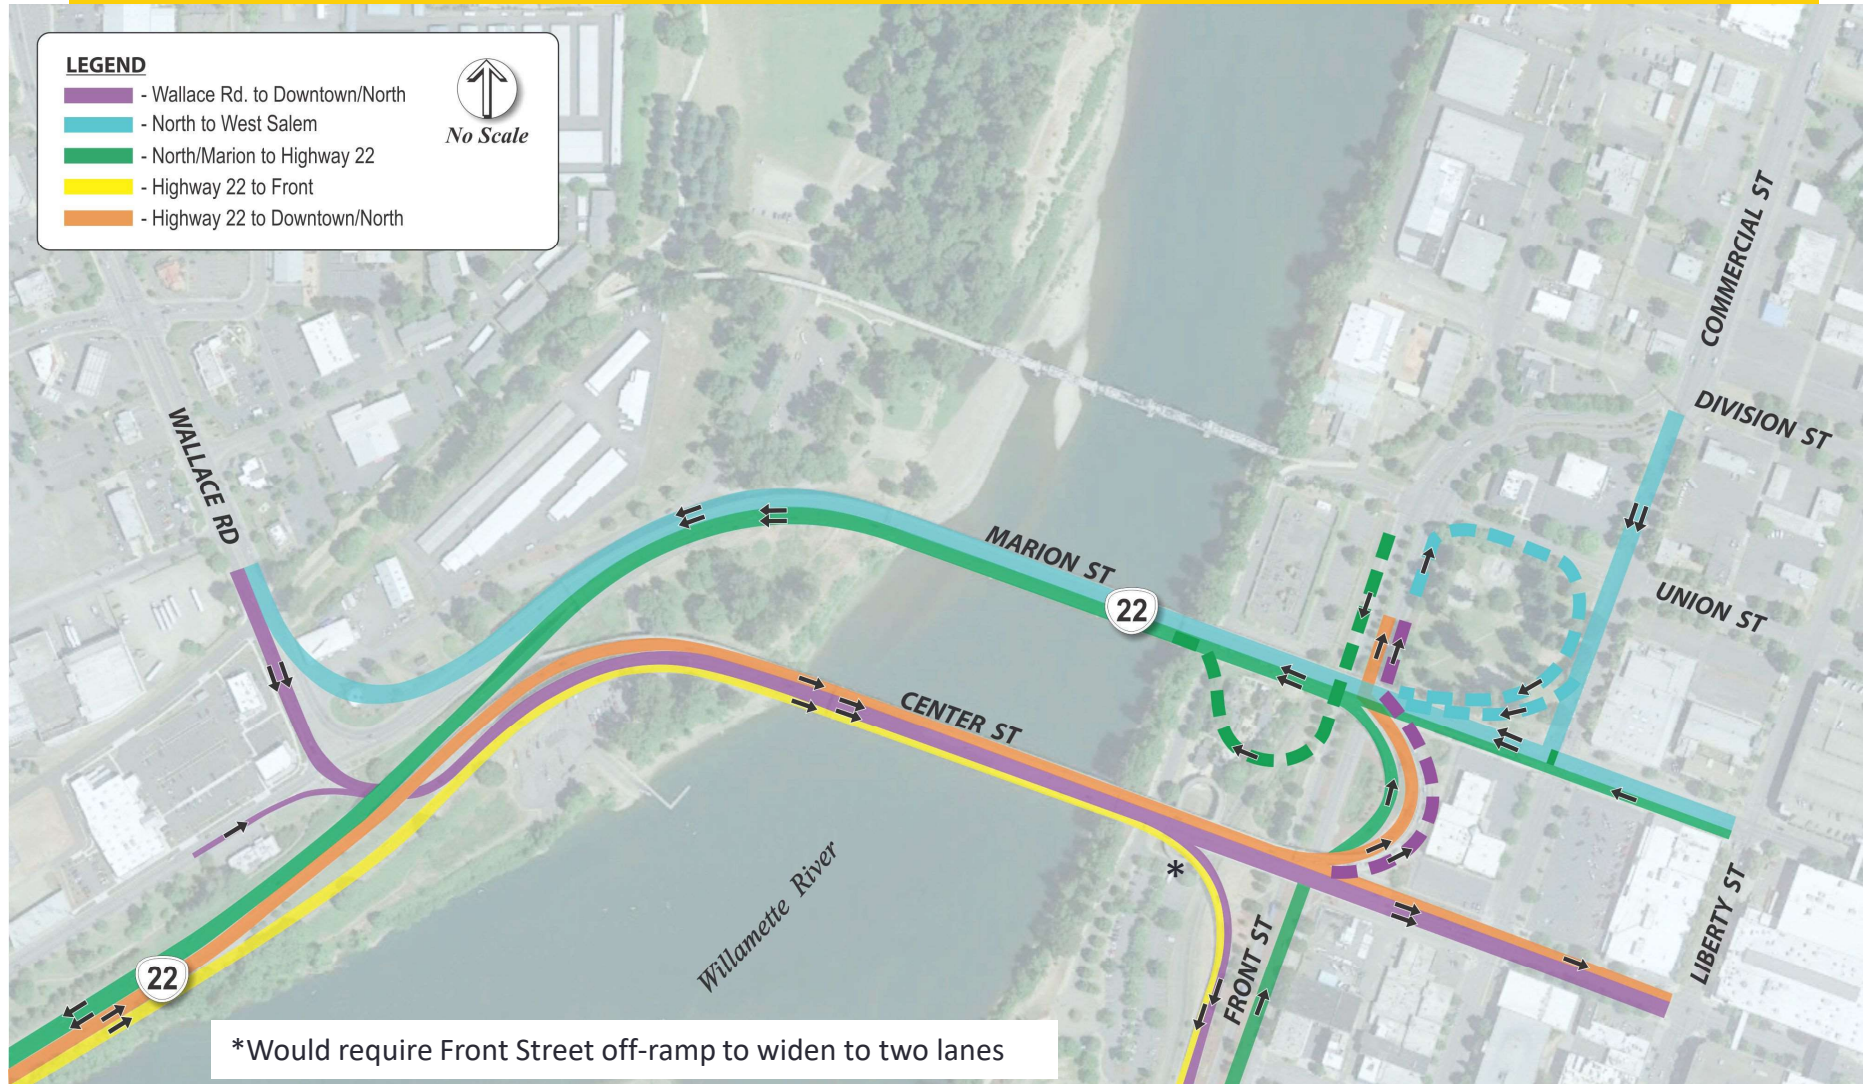 LEGEND
- Wallace Rd. to Downtown/North
- North to West Salem
- North/Marion to Highway 22
- Highway 22 to Front
- Highway 22 to Downtown/North
No Scale
COMMERCIAL ST
DIVISION ST
WALLACE RD
MARION ST
UNION ST
22
CENTER ST
*
Willamette River
FRONT ST
LIBERTY ST
22
*Would require Front Street off-ramp to widen to two lanes